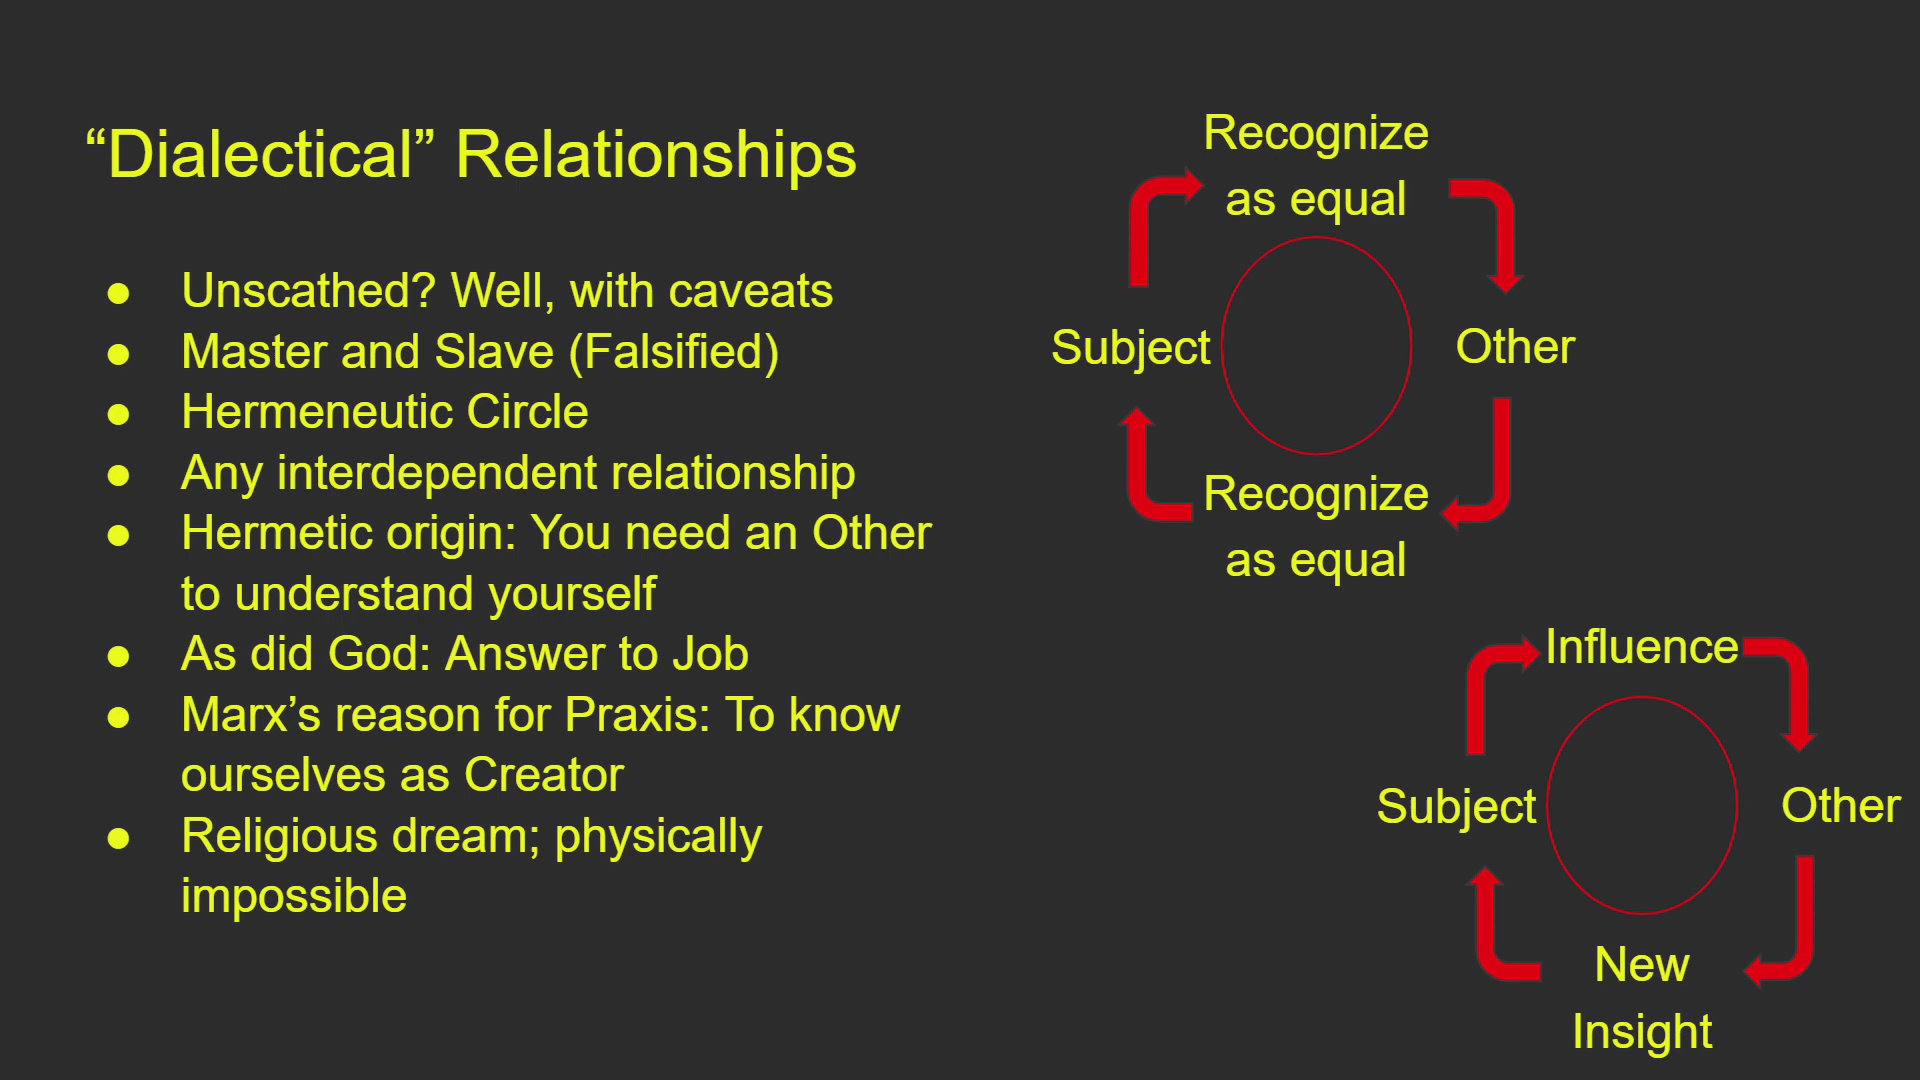 “Dialectical” Relationships
● Unscathed? Well, with caveats
● Master and Slave (Falsified)
● Hermeneutic Circle
● Any interdependent relationship
● Hermetic origin: You need an Other
to understand yourself
● As did God: Answer to Job
● Marx’s reason for Praxis: To know
ourselves as Creator
● Religious dream; physically
impossible
Recognize
as equal
Subject
Other
Recognize
as equal
Influence
Subject
Other
New
Insight